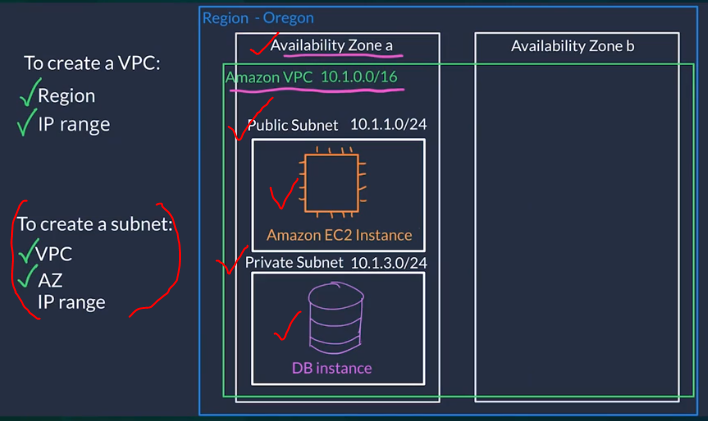 To create a VPC:
Region
IP range
To create a subnet:
VPC
AZ
IP range
Region - Oregon
Availability Zone a
Availability Zone b
Amazon VPC 10.1.0.0/16
Public Subnet 10.1.1.0/24
Amazon EC2 Instance
Private Subnet 10.1.3.0/24
DB instance